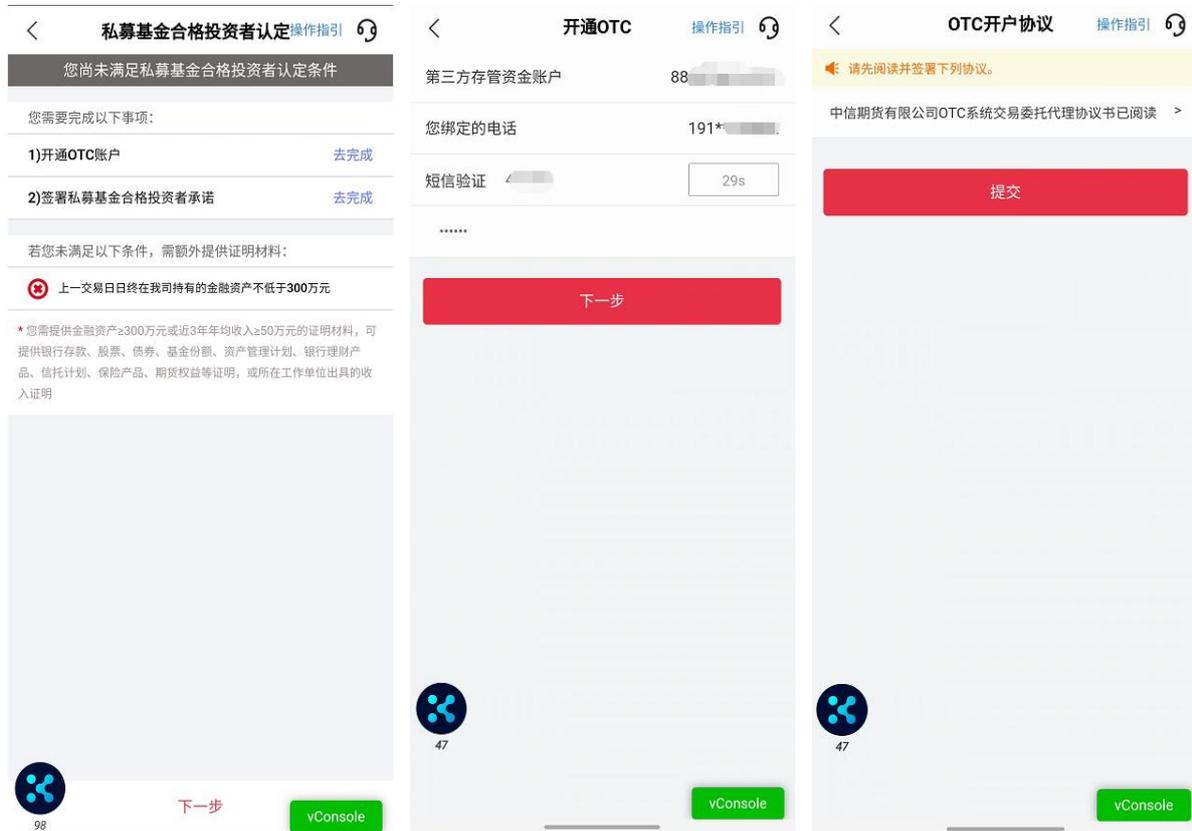 私募基金合格投资者认定
操作指引
您尚未满足私募基金合格投资者认定条件
您需要完成以下事项：
1)开通OTC账户
去完成
2)签署私募基金合格投资者承诺
去完成
若您未满足以下条件，需额外提供证明材料：
上一交易日日终在我司持有的金融资产不低于300万元
* 您需提供金融资产≥300万元或近3年年均收入≥50万元的证明材料，可
提供银行存款、股票、债券、基金份额、资产管理计划、银行理财产
品、信托计划、保险产品、期货权益等证明，或所在工作单位出具的收
入证明
98
下一步
vConsole
开通OTC
操作指引
第三方存管资金账户
88
您绑定的电话
191*
短信验证
29s
••••••
下一步
47
vConsole
OTC开户协议
操作指引
请先阅读并签署下列协议。
中信期货有限公司OTC系统交易委托代理协议书已阅读 >
提交
47
vConsole